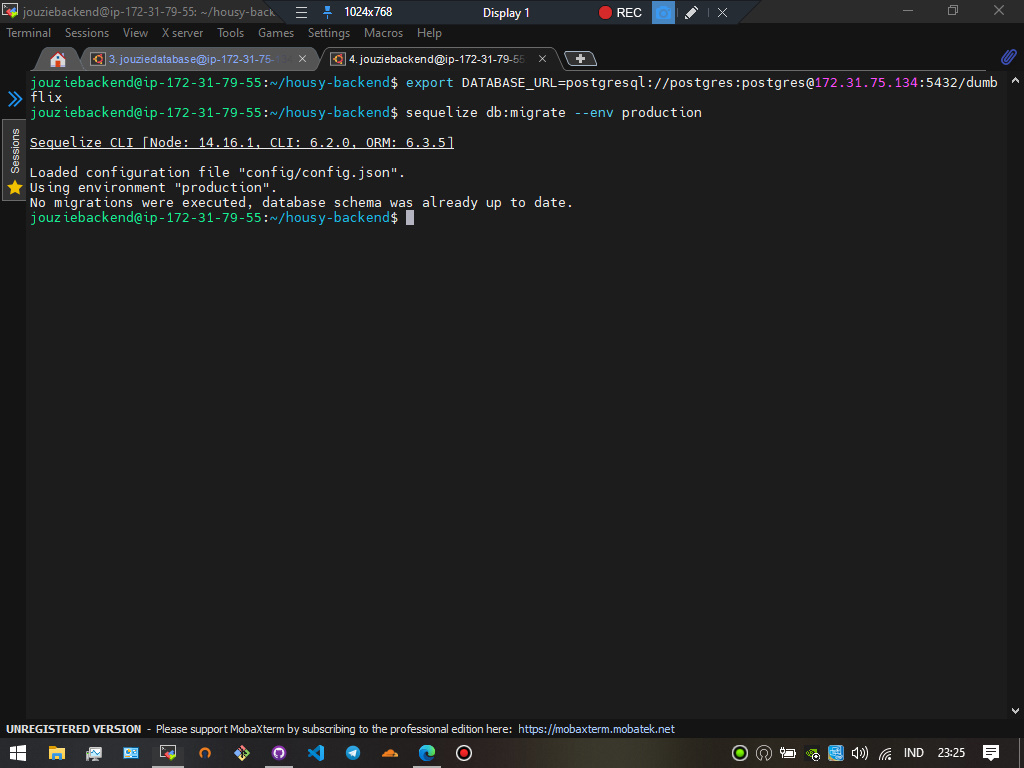 jouziebackend@ip-172-31-79-55: ~/housy-back
1024x768
Display 1
REC
Terminal Sessions View X server Tools Games Settings Macros Help
3. jouziedatabase@ip-172-31-75-
4. jouziebackend@ip-172-31-79-55
jouziebackend@ip-172-31-79-55:~/housy-backend$ export DATABASE_URL=postgresql://postgres:postgres@172.31.75.134:5432/dumb
flix
jouziebackend@ip-172-31-79-55:~/housy-backend$ sequelize db:migrate --env production
Sessions
Sequelize CLI [Node: 14.16.1, CLI: 6.2.0, ORM: 6.3.5]
Loaded configuration file "config/config.json".
Using environment "production".
No migrations were executed, database schema was already up to date.
jouziebackend@ip-172-31-79-55:~/housy-backend$
UNREGISTERED VERSION - Please support MobaXterm by subscribing to the professional edition here: https://mobaxterm.mobatek.net
IND 23:25